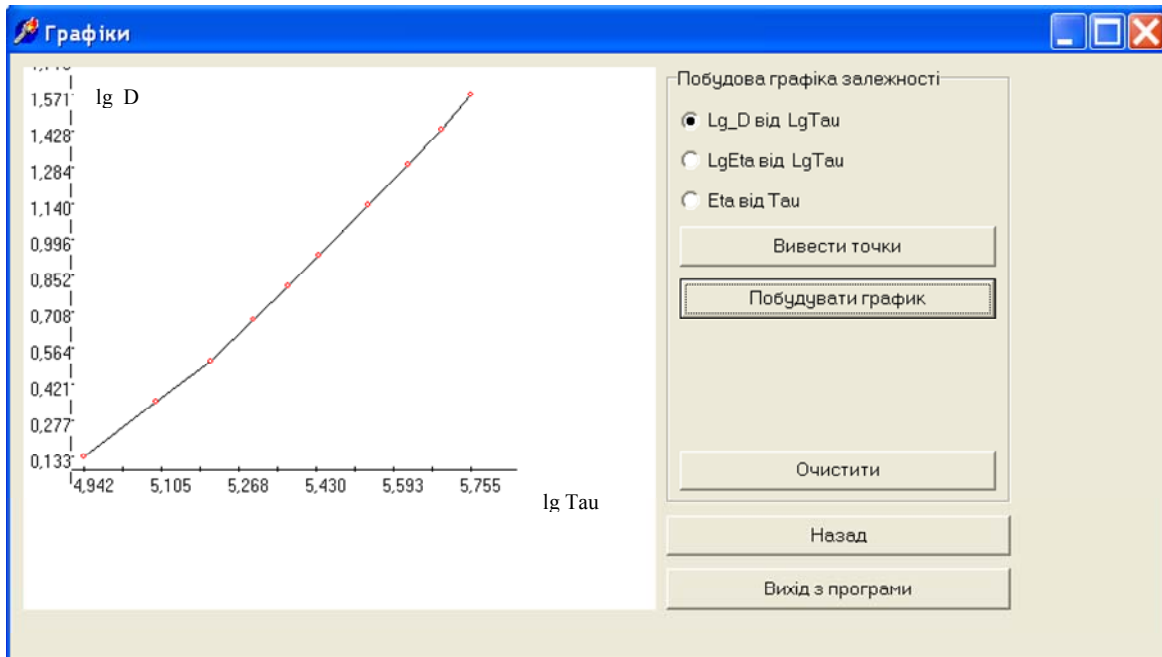 Графіки
lg D
1,571
1,428
1,284
1,140
0,996
0,852
0,708
0,564
0,421
0,277
0,133
4,942 5,105 5,268 5,430 5,593 5,755
lg Tau
Побудова графіка залежності
Lg_D від LgTau
LgEta від LgTau
Eta від Tau
Вивести точки
Побудувати график
Очистити
Назад
Вихід з програми